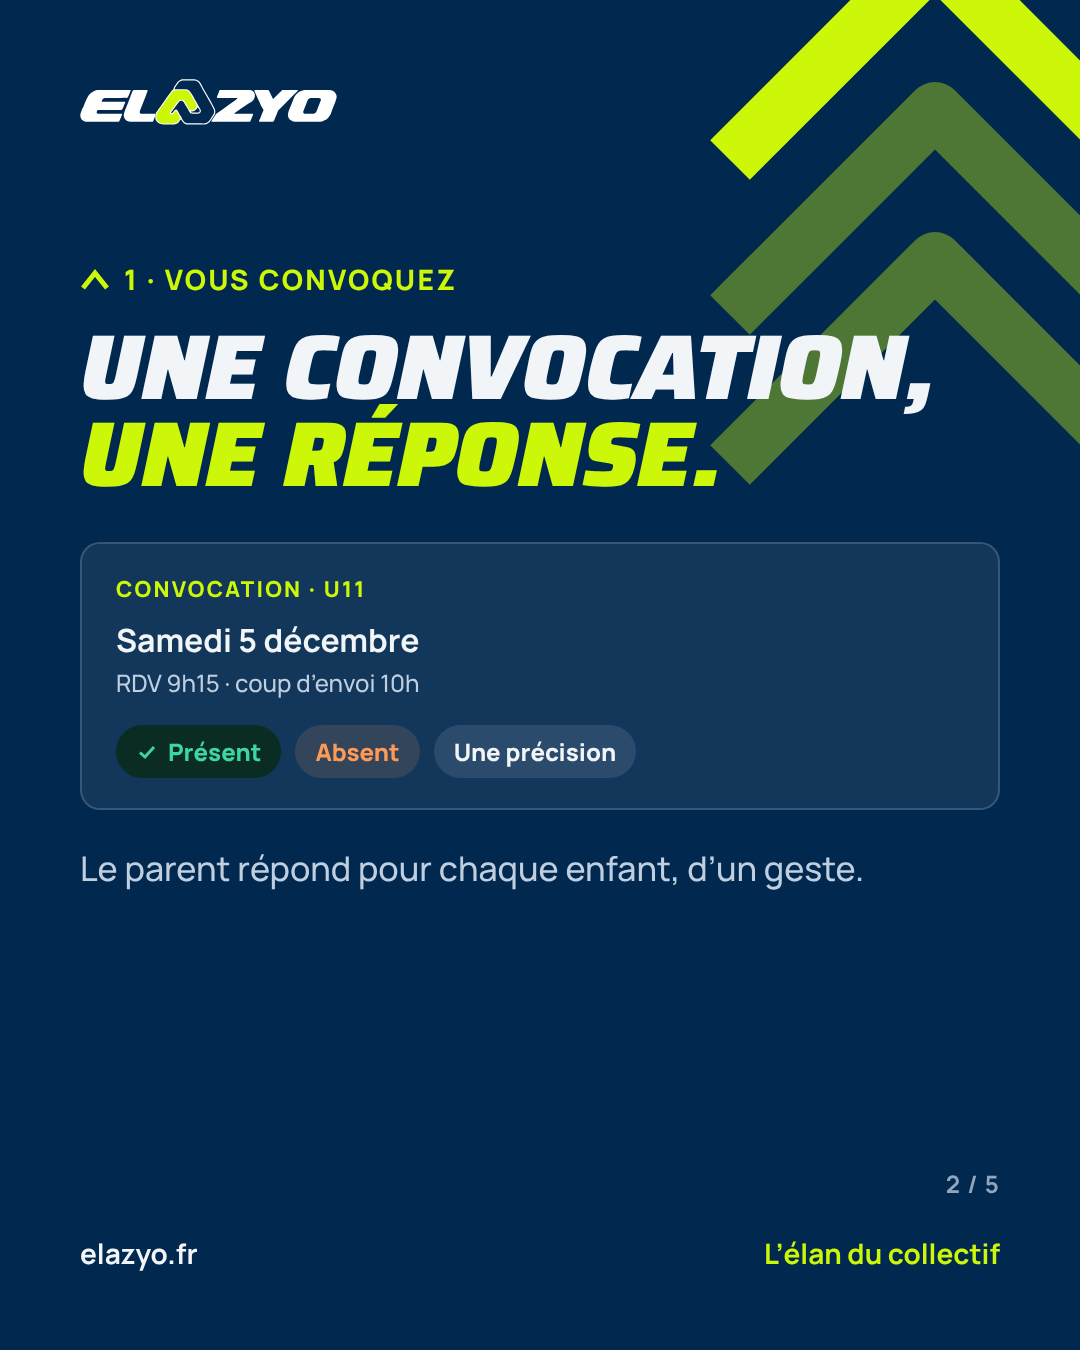 ELAZYO
1 · VOUS CONVOQUEZ
UNE CONVOCATION,
UNE RÉPONSE.
CONVOCATION · U11
Samedi 5 décembre
RDV 9h15 · coup d’envoi 10h
✓ Présent Absent Une précision
Le parent répond pour chaque enfant, d’un geste.
2 / 5
elazyo.fr L’élan du collectif